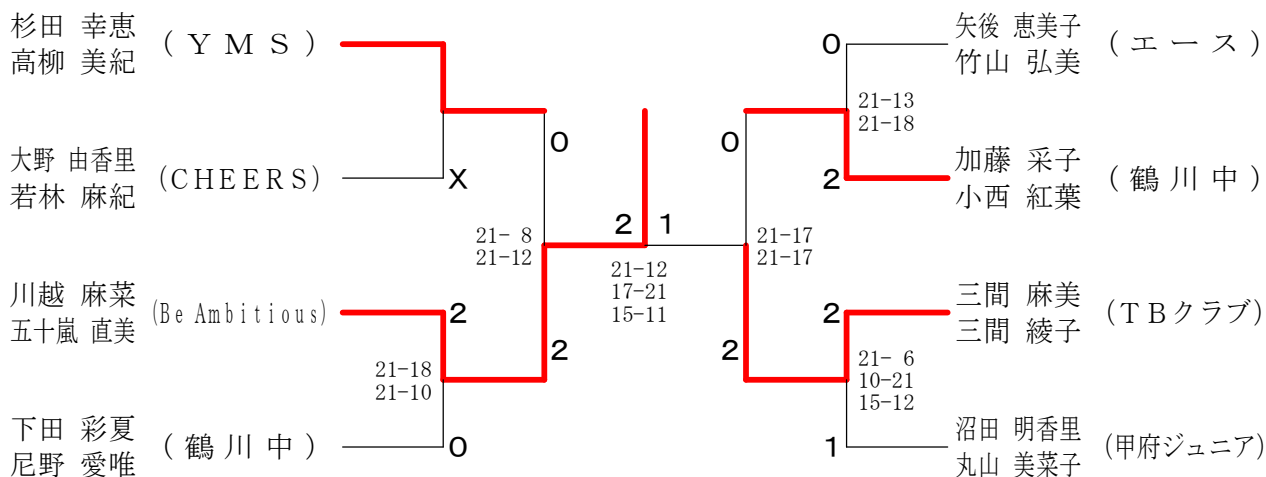 杉田 幸恵
高柳 美紀
(ＹＭＳ)
大野 由香里
若林 麻紀
(CHEERS)
X
0
川越 麻菜
五十嵐 直美
(Be Ambitious)
2
下田 彩夏
尼野 愛唯
(鶴川中)
0
21-18
21-10
2
21- 8
21-12
2
1
21-12
17-21
15-11
矢後 恵美子
竹山 弘美
(エース)
0
21-13
21-18
加藤 采子
小西 紅葉
(鶴川中)
2
0
21-17
21-17
三間 麻美
三間 綾子
(ＴＢクラブ)
2
2
21- 6
10-21
15-12
沼田 明香里
丸山 美菜子
(甲府ジュニア)
1